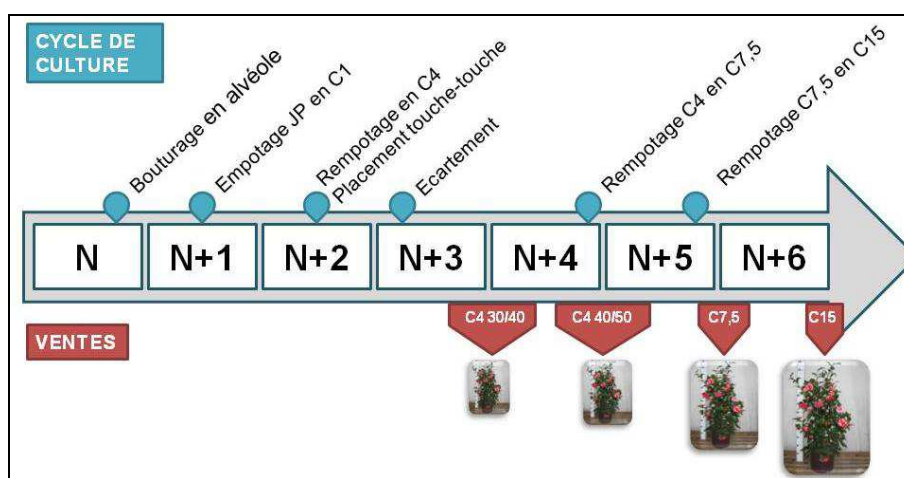 CYCLE DE
CULTURE
Bouturage en alvéole
Empotage JP en C1
Rempotage en C4
Placement touche-touche
Ecartement
Rempotage C4 en C7,5
Rempotage C7,5 en C15
N
N+1
N+2
N+3
N+4
N+5
N+6
VENTES
C4 30/40
C4 40/50
C7,5
C15